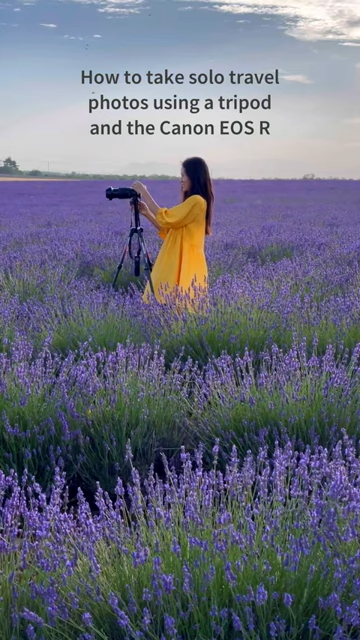 How to take solo travel
photos using a tripod
and the Canon EOS R